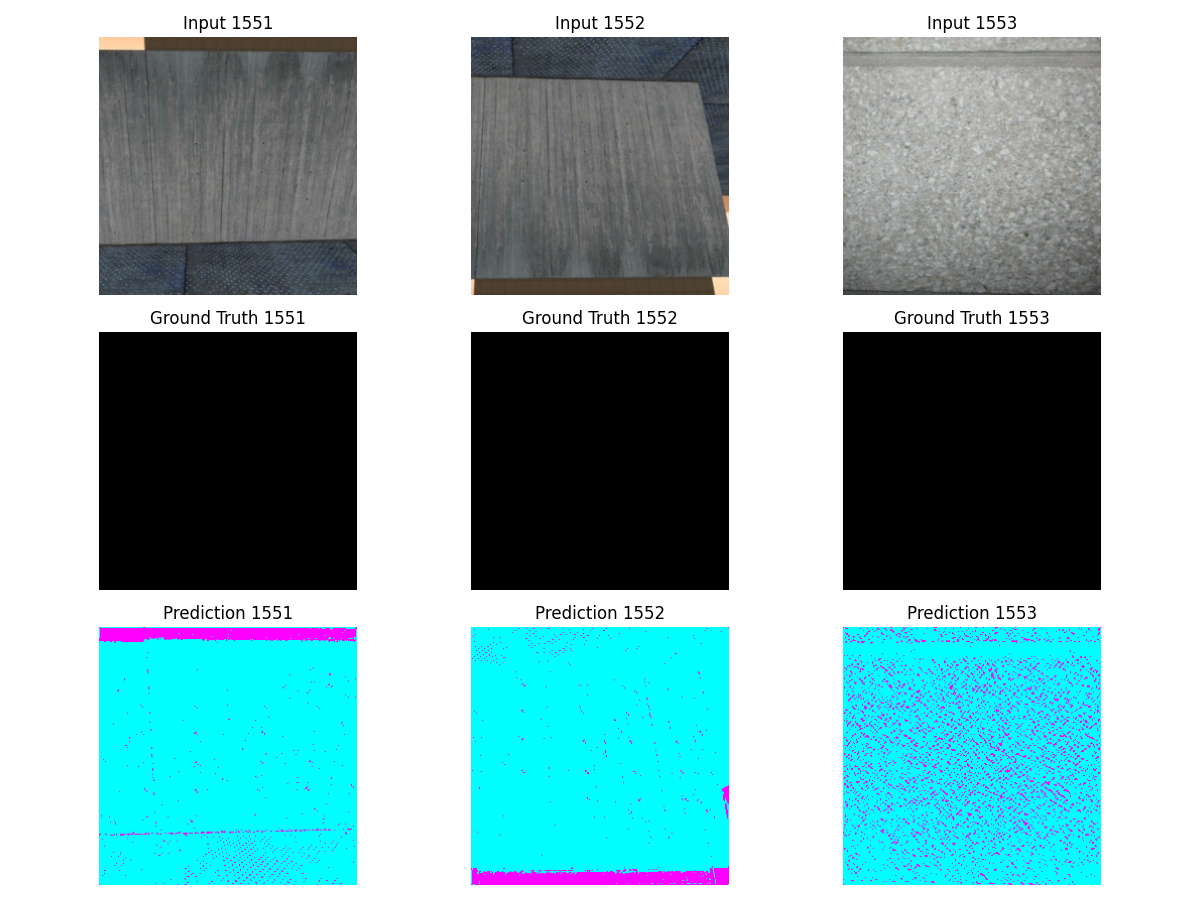 Input 1551
Input 1552
Input 1553
Ground Truth 1551
Ground Truth 1552
Ground Truth 1553
Prediction 1551
Prediction 1552
Prediction 1553